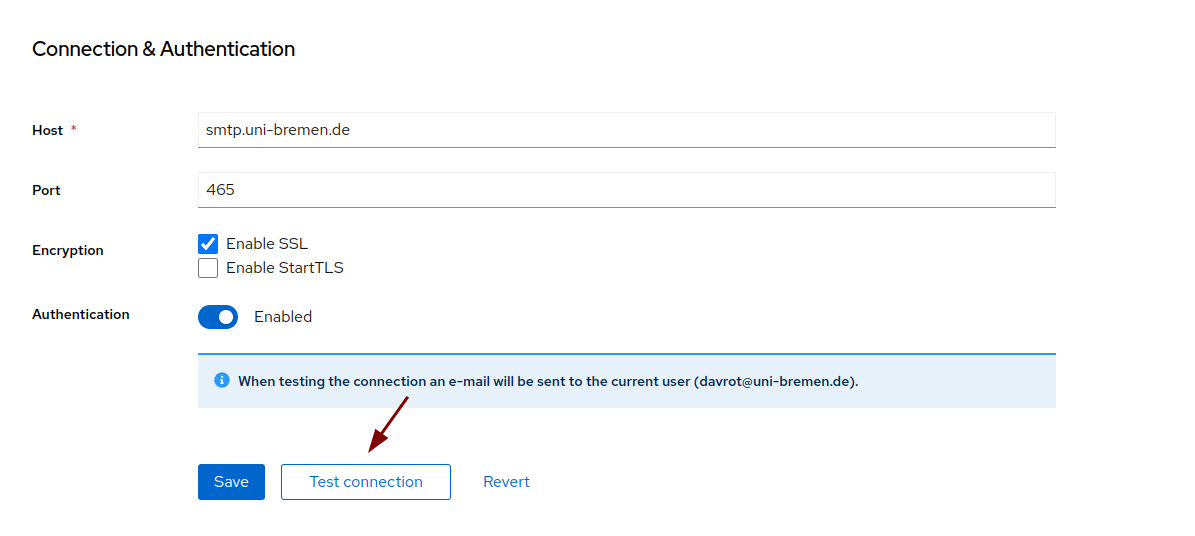 Connection & Authentication
Host *
smtp.uni-bremen.de
Port
465
Encryption
Enable SSL
Enable StartTLS
Authentication
Enabled
When testing the connection an e-mail will be sent to the current user (davrot@uni-bremen.de).
Save
Test connection
Revert